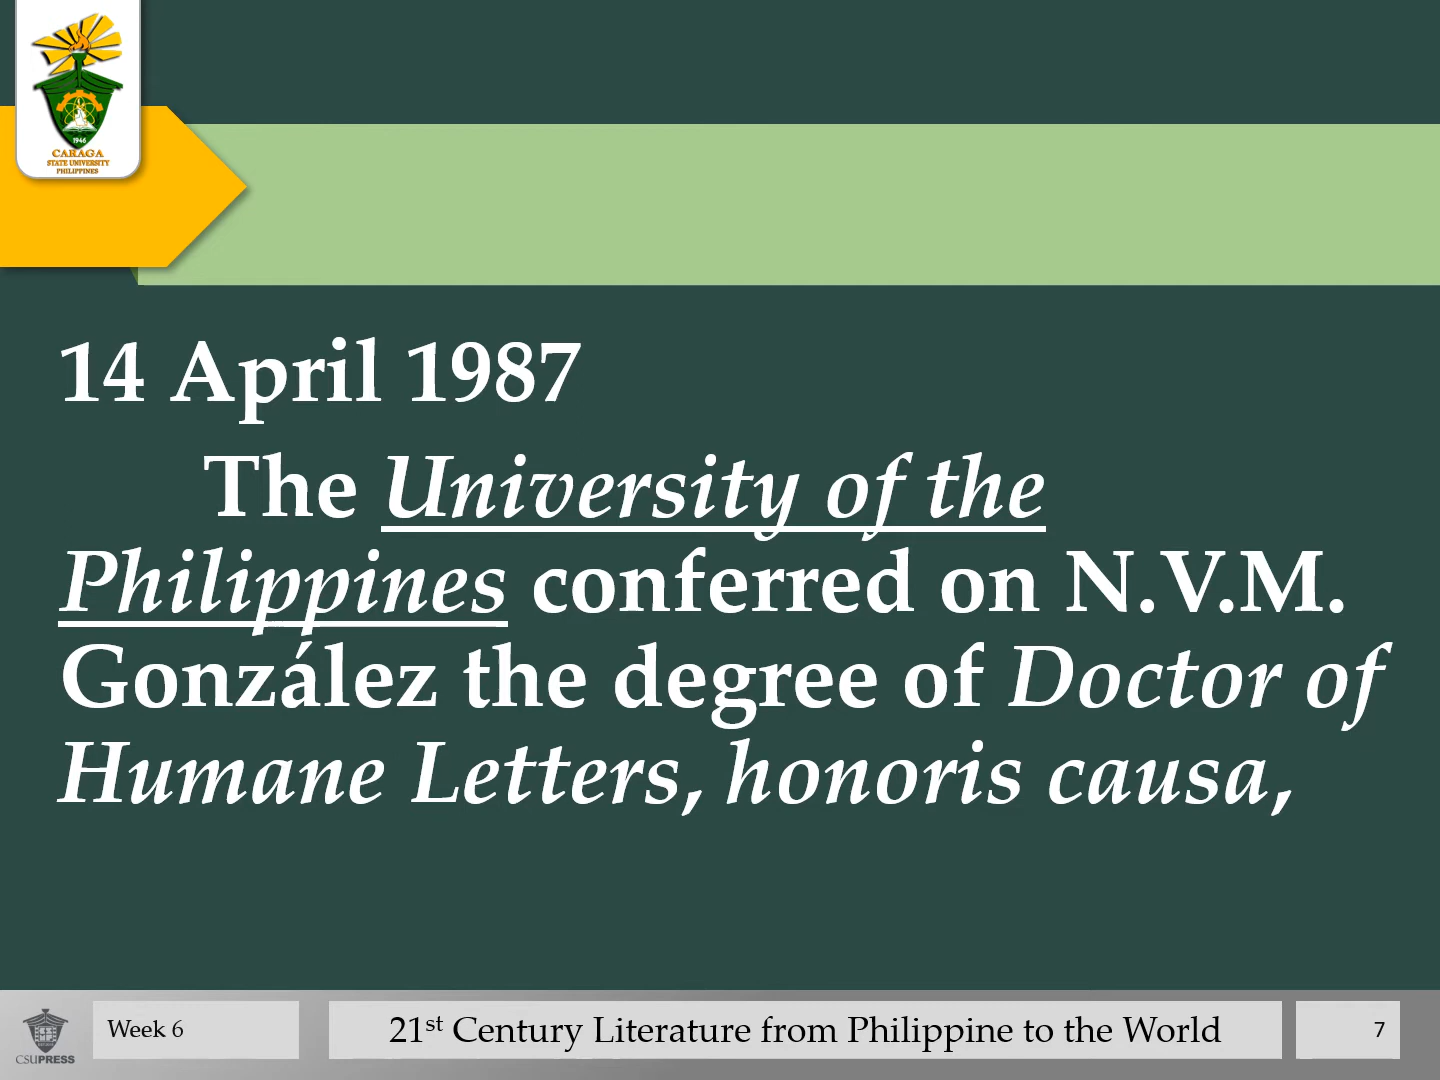 1946
CARAGA
STATE UNIVERSITY
PHILIPPINES
14 April 1987
The University of the
Philippines conferred on N.V.M.
González the degree of Doctor of
Humane Letters, honoris causa,
CSUPRESS
Week 6
21st Century Literature from Philippine to the World
7